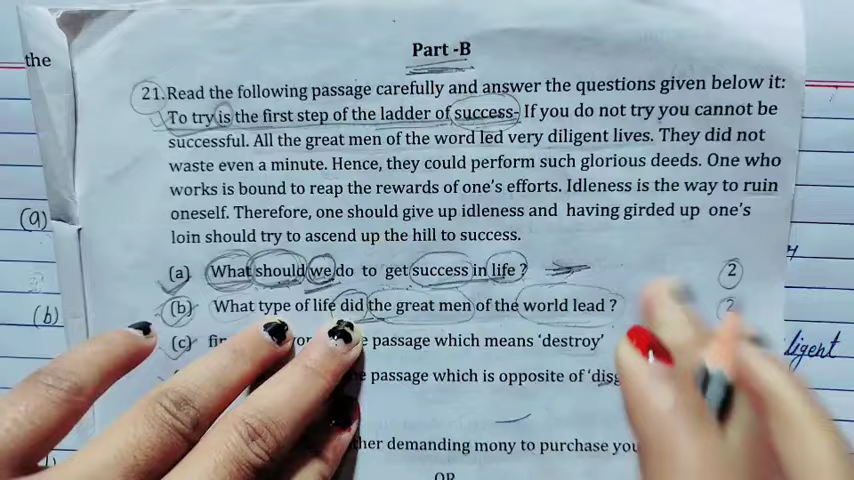 the
Part -B
21. Read the following passage carefully and answer the questions given below it:
To try is the first step of the ladder of success- If you do not try you cannot be
successful. All the great men of the word led very diligent lives. They did not
waste even a minute. Hence, they could perform such glorious deeds. One who
works is bound to reap the rewards of one's efforts. Idleness is the way to ruin
oneself. Therefore, one should give up idleness and having girded up one's
(a)
loin should try to ascend up the hill to success.
(a) What should we do to get success in life ? 2
(b)
(b) What type of life did the great men of the world lead ? 2
(c) passage which means 'destroy'
ligent
passage which is opposite of
demanding mony to purchase
OR